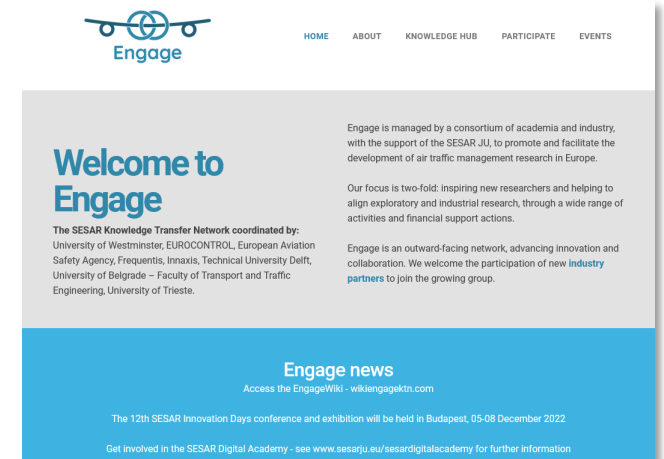 Engage
HOME ABOUT KNOWLEDGE HUB PARTICIPATE EVENTS
Welcome to
Engage
The SESAR Knowledge Transfer Network coordinated by:
University of Westminster, EUROCONTROL, European Aviation
Safety Agency, Frequentis, Innaxis, Technical University Delft,
University of Belgrade – Faculty of Transport and Traffic
Engineering, University of Trieste.
Engage is managed by a consortium of academia and industry,
with the support of the SESAR JU, to promote and facilitate the
development of air traffic management research in Europe.
Our focus is two-fold: inspiring new researchers and helping to
align exploratory and industrial research, through a wide range of
activities and financial support actions.
Engage is an outward-facing network, advancing innovation and
collaboration. We welcome the participation of new industry
partners to join the growing group.
Engage news
Access the EngageWiki - wikiengagektn.com
The 12th SESAR Innovation Days conference and exhibition will be held in Budapest, 05-08 December 2022
Get involved in the SESAR Digital Academy - see www.sesarju.eu/sesardigitalacademy for further information